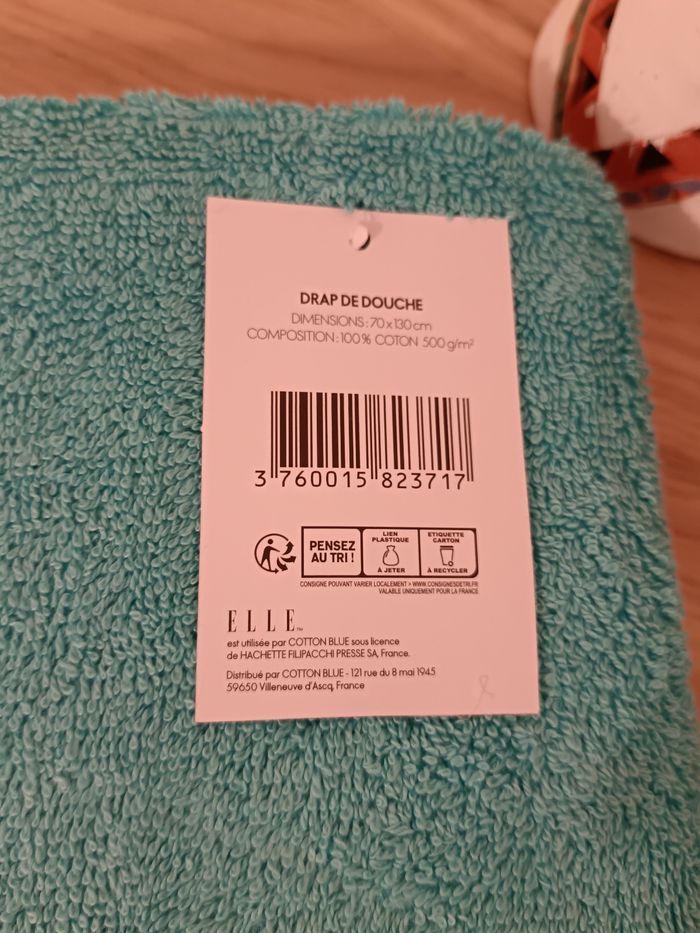 DRAP DE DOUCHE
DIMENSIONS : 70 x 130 cm
COMPOSITION : 100 % COTON 500 g/m²
3 760015 823717
PENSEZ
AU TRI !
LIEN
PLASTIQUE
À JETER
ETIQUETTE
CARTON
À RECYCLER
CONSIGNE POUVANT VARIER LOCALEMENT > WWW.CONSIGNESDETRI.FR
VALABLE UNIQUEMENT POUR LA FRANCE
ELLE™
est utilisée par COTTON BLUE sous licence
de HACHETTE FILIPACCHI PRESSE SA, France.
Distribué par COTTON BLUE - 121 rue du 8 mai 1945
59650 Villeneuve d'Ascq, France